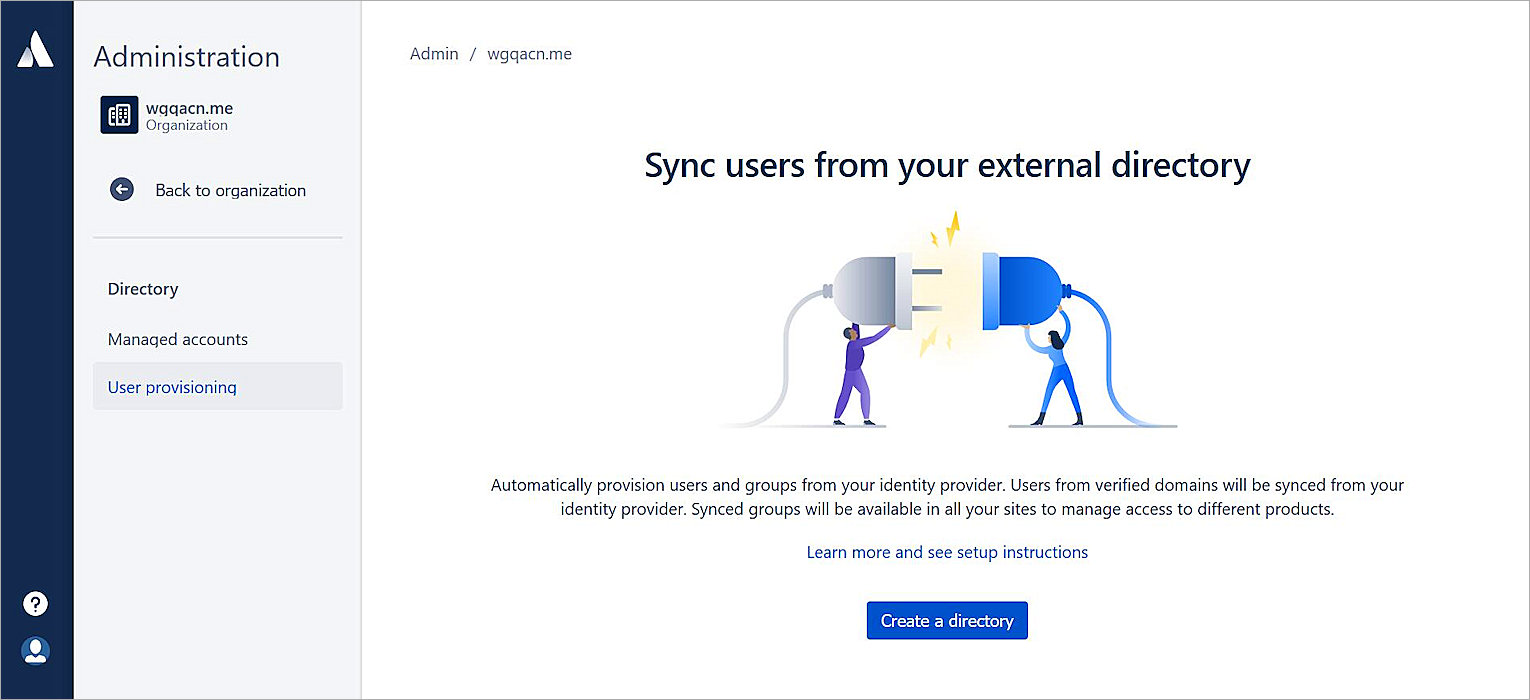 Administration
wgqacn.me
Organization
Back to organization
Directory
Managed accounts
User provisioning
Admin / wgqacn.me
Sync users from your external directory
Automatically provision users and groups from your identity provider. Users from verified domains will be synced from your
identity provider. Synced groups will be available in all your sites to manage access to different products.
Learn more and see setup instructions
Create a directory
?